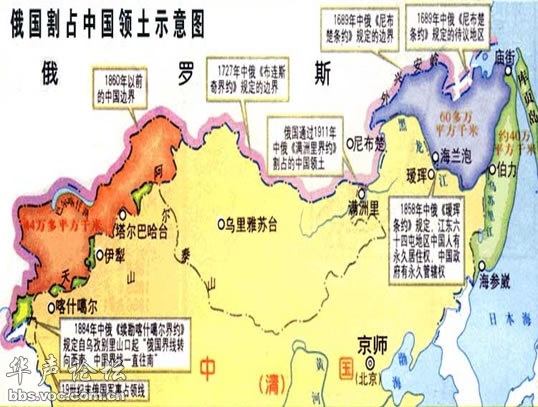 俄国割占中国领土示意图
俄罗斯
1860年以前
的中国边界
1727年中俄《布连斯
奇界约》规定的边界
1689年中俄《尼布
楚条约》规定的边界
1689年中俄《尼布楚
条约》规定的待议地区
俄国通过1911年
中俄《满洲里界约》
割占的中国领土
外兴安岭
庙街
库页岛
尼布楚
60多万
平方千米
约40万
平方千米
黑龙江
海兰泡
瑷珲
伯力
乌苏里江
满洲里
1858年中俄《瑷珲
条约》规定，江东六
十四屯地区中国人有
永久居住权，中国政
府有永久管辖权
海参崴
日本海
阿尔泰山
乌里雅苏台
塔尔巴哈台
44万多平方千米
伊犁
天山
喀什噶尔
1884年中俄《续勘喀什噶尔界约》
规定自乌孜别里山口起“俄国界线转
向西南，中国界线一直往南”
19世纪末俄国军事占领线
中（清）国
京师
（北京）
渤海
黄河
华声论坛
bbs.voc.com.cn